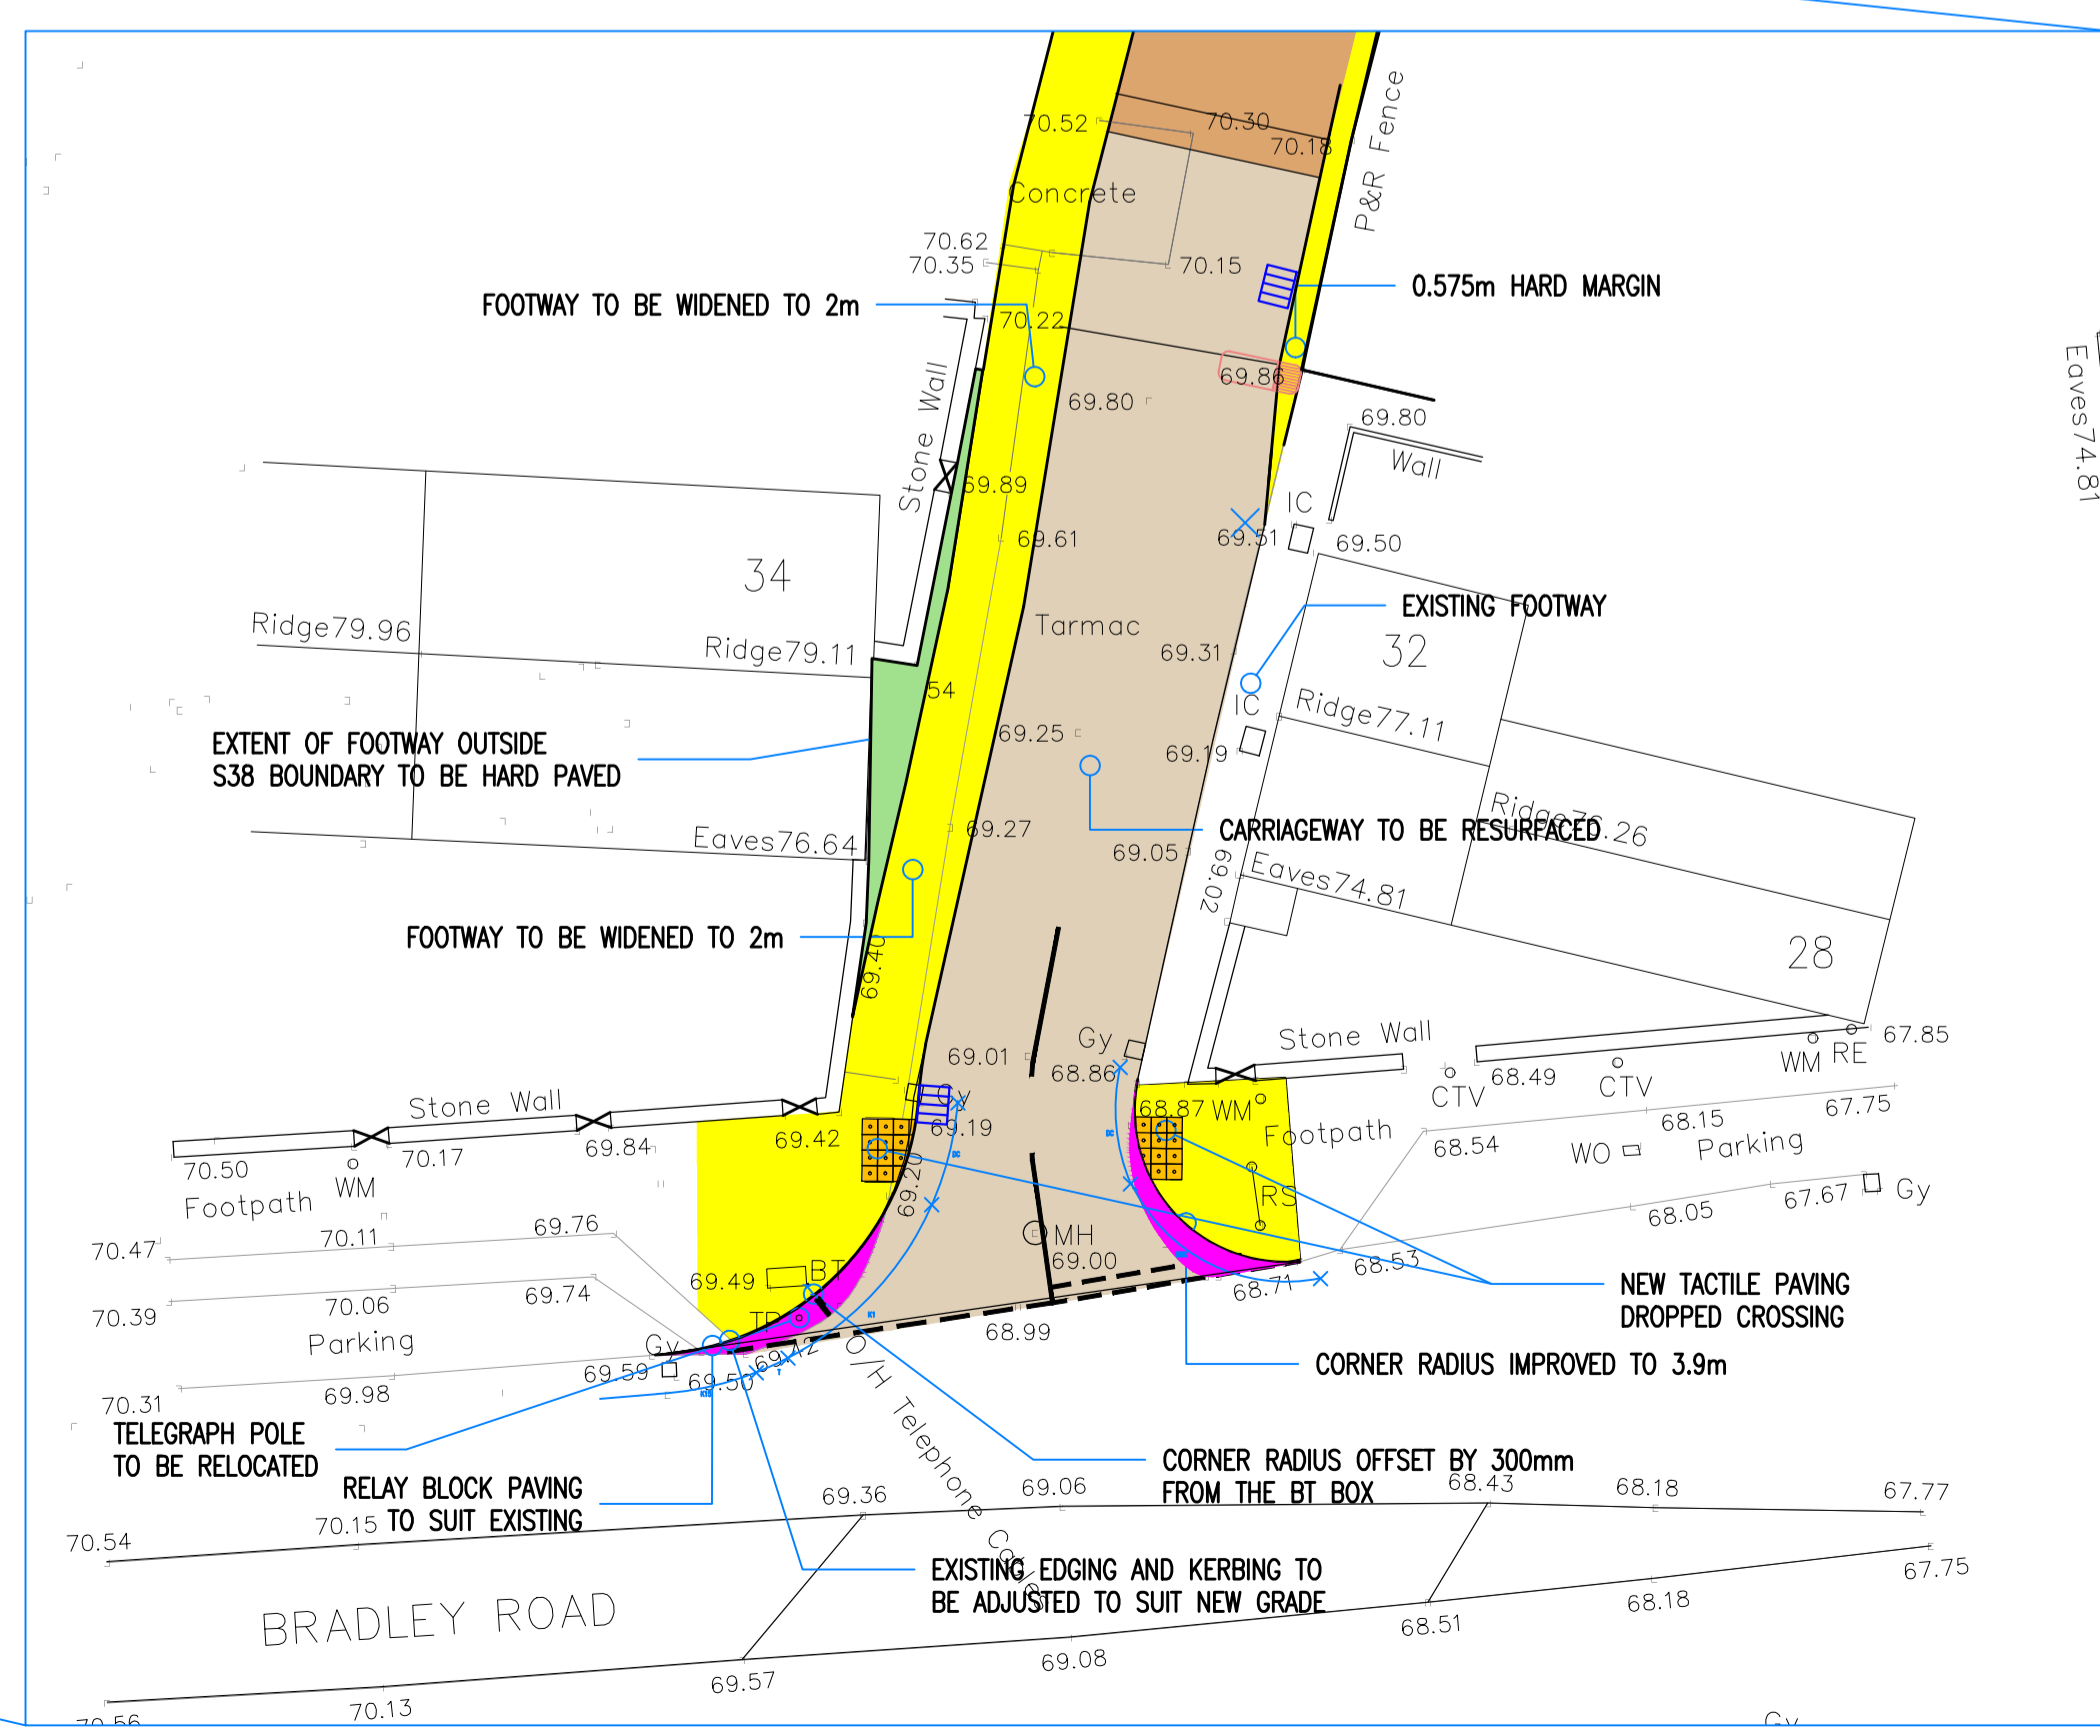 70.52
70.30
70.18
P&R Fence
Concrete
70.62
70.35
70.15
0.575m HARD MARGIN
FOOTWAY TO BE WIDENED TO 2m
70.22
Eaves74.81
69.86
69.80
69.80
Stone Wall
Wall
69.89
IC
69.61
69.51
69.50
34
EXISTING FOOTWAY
Ridge79.96
Ridge79.11
Tarmac
69.31
32
54
IC
Ridge77.11
EXTENT OF FOOTWAY OUTSIDE
S38 BOUNDARY TO BE HARD PAVED
69.25
69.19
Eaves76.64
69.27
CARRIAGEWAY TO BE RESURFACED
Ridge76.26
69.05
69.02
Eaves74.81
FOOTWAY TO BE WIDENED TO 2m
69.40
28
69.01
Gy
68.86
Stone Wall
67.85
WM
RE
68.49
CTV
CTV
Stone Wall
Gy
68.87
WM
68.15
67.75
69.42
69.19
Footpath
68.54
WO
Parking
70.50
70.17
69.84
WM
Footpath
69.20
RS
67.67
Gy
68.05
70.47
70.11
69.76
MH
69.00
68.53
69.49
BT
68.71
NEW TACTILE PAVING
DROPPED CROSSING
70.39
70.06
69.74
TP
K1
68.99
Parking
Gy
69.59
69.42
69.50
CORNER RADIUS IMPROVED TO 3.9m
70.31
69.98
O/H Telephone Cables
TELEGRAPH POLE
TO BE RELOCATED
CORNER RADIUS OFFSET BY 300mm
FROM THE BT BOX
RELAY BLOCK PAVING
TO SUIT EXISTING
69.36
69.06
68.43
68.18
67.77
70.54
70.15
EXISTING EDGING AND KERBING TO
BE ADJUSTED TO SUIT NEW GRADE
67.75
68.18
68.51
BRADLEY ROAD
69.08
69.57
70.13
70.56
Gy